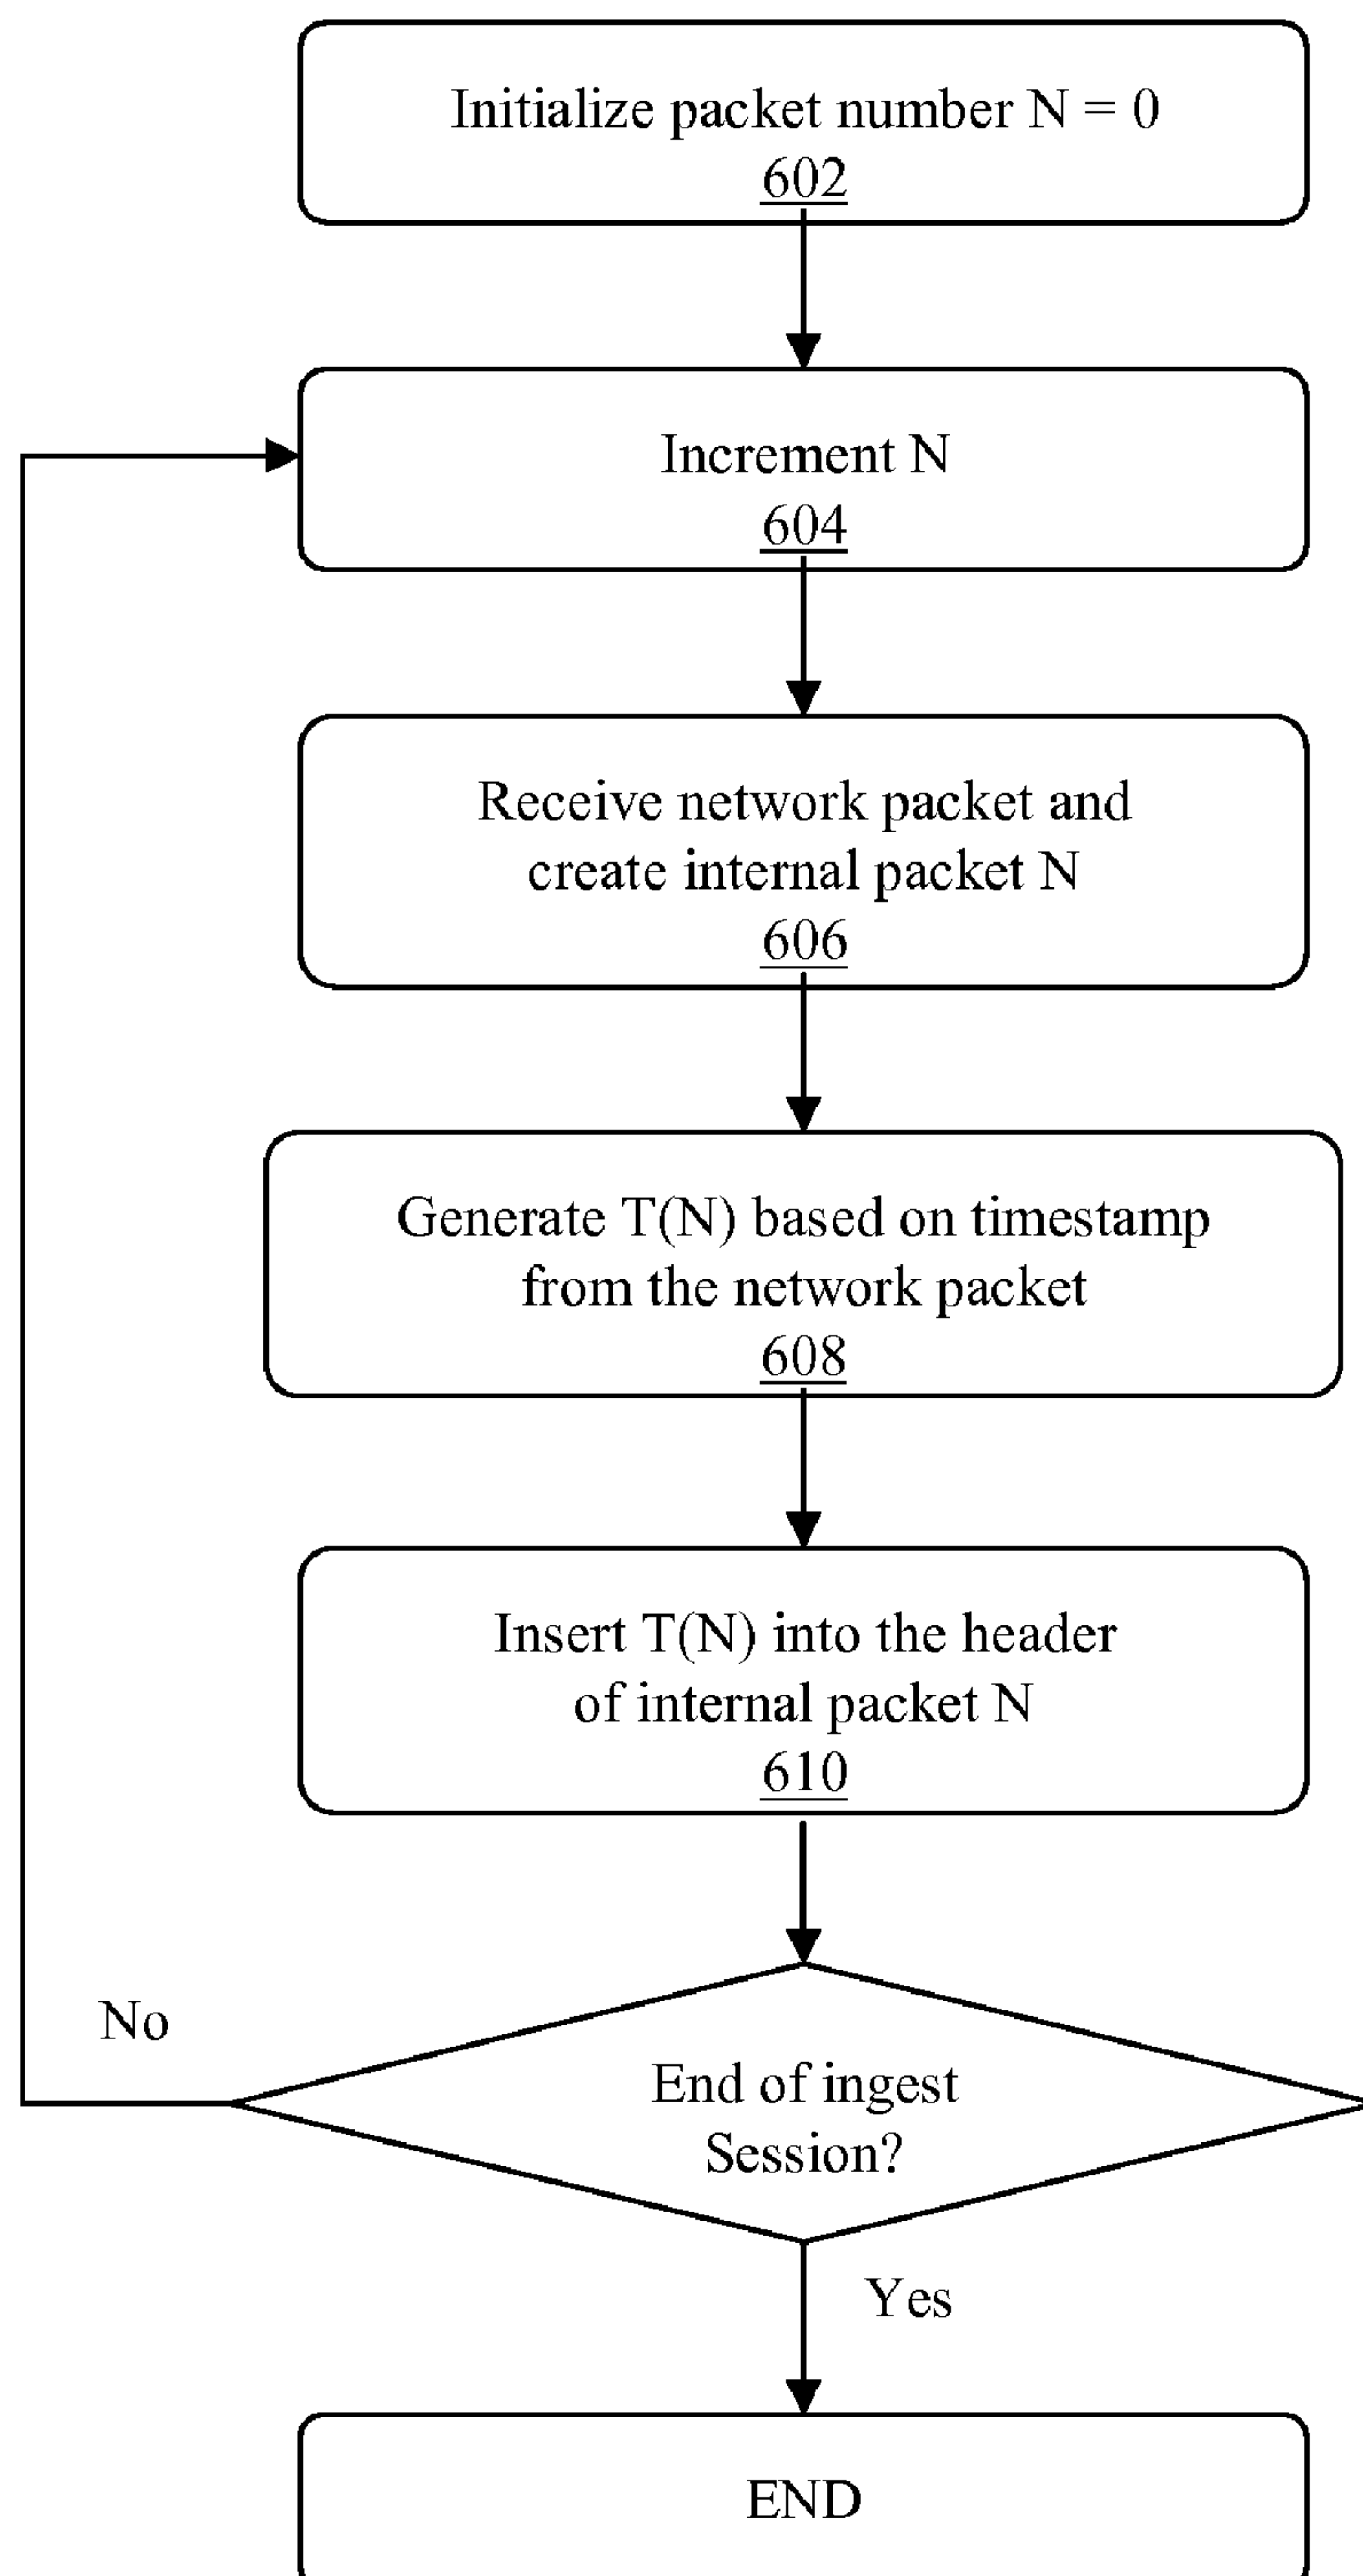 Initialize packet number N = 0
602
Increment N
604
Receive network packet and
create internal packet N
606
Generate T(N) based on timestamp
from the network packet
608
Insert T(N) into the header
of internal packet N
610
No
End of ingest
Session?
Yes
END